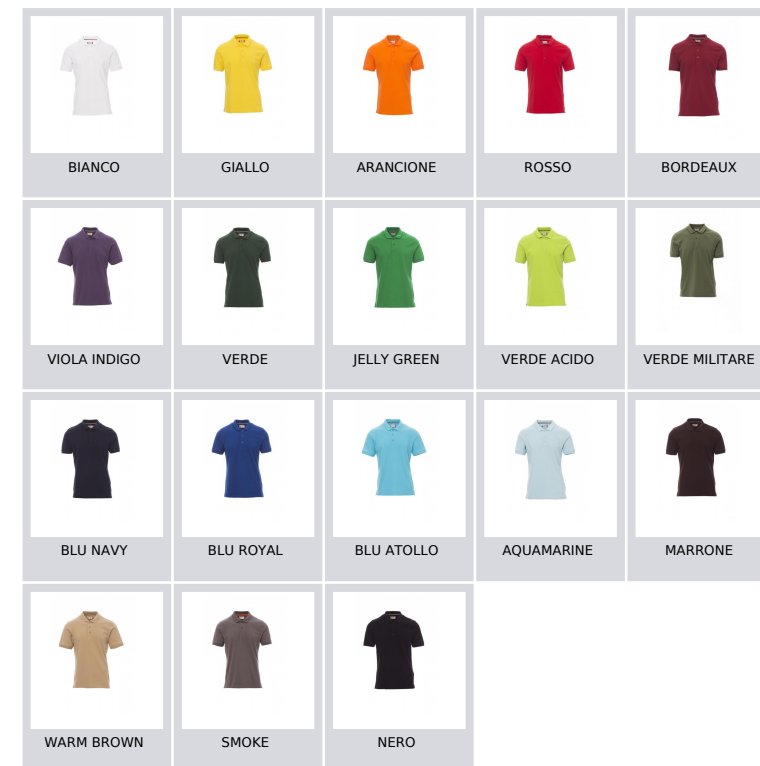 BIANCO
GIALLO
ARANCIONE
ROSSO
BORDEAUX
VIOLA INDIGO
VERDE
JELLY GREEN
VERDE ACIDO
VERDE MILITARE
BLU NAVY
BLU ROYAL
BLU ATOLLO
AQUAMARINE
MARRONE
WARM BROWN
SMOKE
NERO